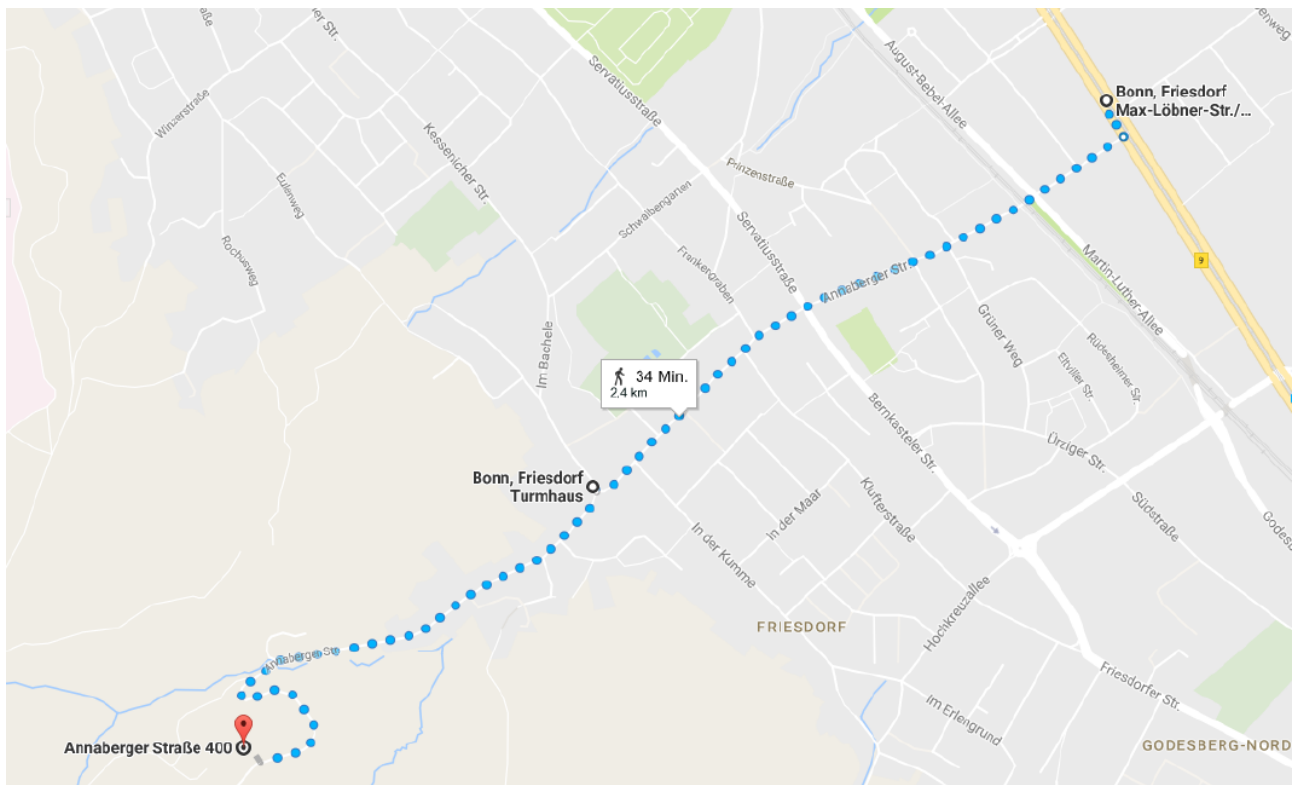 Winzerstraße
Eulenweg
Rochusweg
Kessenicher Str.
Servatiusstraße
August-Bebel-Allee
Bonn, Friesdorf
Max-Löbner-Str./...
9
Prinzenstraße
Schwalbengarten
Frankengraben
Servatiusstraße
Annaberger Str.
Martin-Luther-Allee
Grüner Weg
Rüdesheimer Str.
Eltviller Str.
Im Bachele
34 Min.
2,4 km
Bernkasteler Str.
Ürziger Str.
Südstraße
Bonn, Friesdorf
Turmhaus
In der Maar
Klufterstraße
In der Kumme
Hochkreuzallee
FRIESDORF
Annaberger Str.
Friesdorfer Str.
Im Erlengrund
Annaberger Straße 400
GODESBERG-NORD